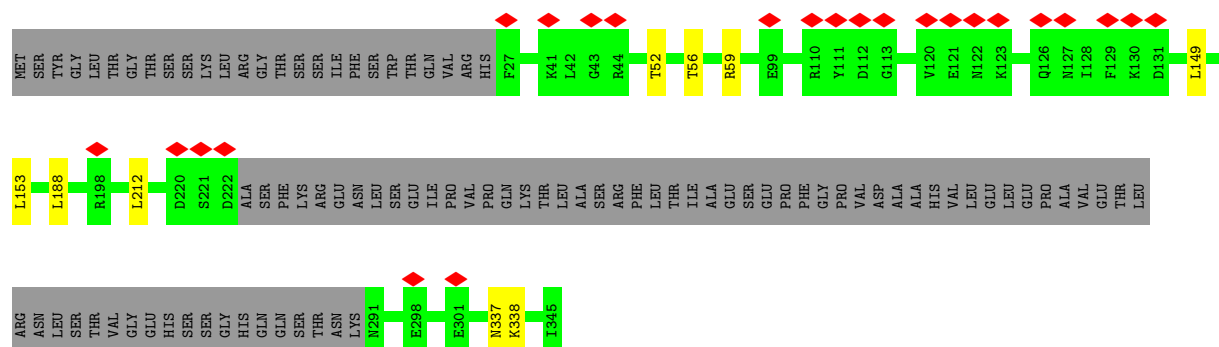 MET SER TYR GLY LEU THR GLY THR SER SER LYS LEU ARG GLY THR SER SER ILE PHE SER TRP THR GLN VAL ARG HIS F27 K41 L42 G43 R44 T52 T56 R59 E99 R110 Y111 D112 G113 V120 E121 N122 K123 Q126 N127 I128 F129 K130 D131 L149
L153 L188 R198 L212 D220 S221 D222 ALA SER PHE LYS ARG GLU ASN LEU SER GLU ILE PRO VAL PRO GLN LYS THR LEU ALA SER ARG PHE LEU THR ILE ALA GLU SER GLU PRO PHE GLY PRO VAL ASP ALA ALA HIS VAL LEU GLU LEU GLU PRO ALA VAL GLU THR LEU
ARG ASN LEU SER THR VAL GLY GLU HIS SER SER GLY HIS GLN GLN SER THR ASN LYS N291 E298 E301 N337 K338 I345